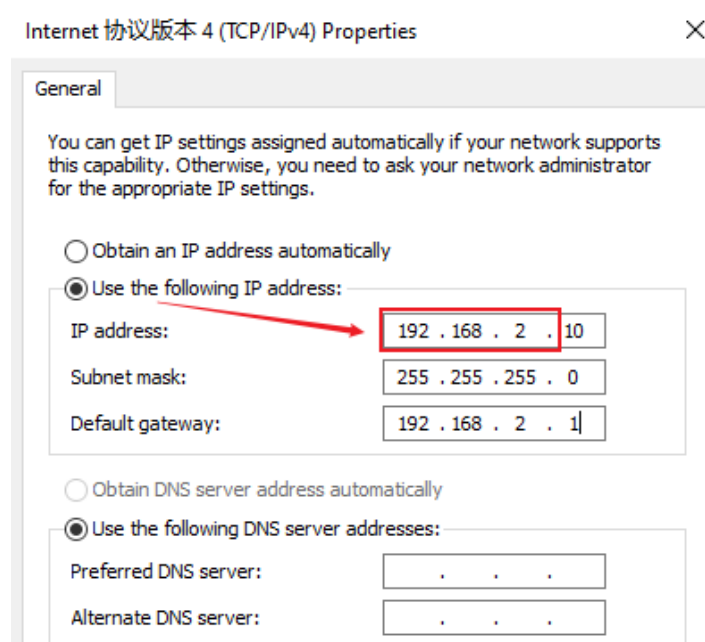 Internet 协议版本 4 (TCP/IPv4) Properties
General
You can get IP settings assigned automatically if your network supports
this capability. Otherwise, you need to ask your network administrator
for the appropriate IP settings.
Obtain an IP address automatically
Use the following IP address:
IP address: 192 . 168 . 2 . 10
Subnet mask: 255 . 255 . 255 . 0
Default gateway: 192 . 168 . 2 . 1
Obtain DNS server address automatically
Use the following DNS server addresses:
Preferred DNS server: . . .
Alternate DNS server: . . .